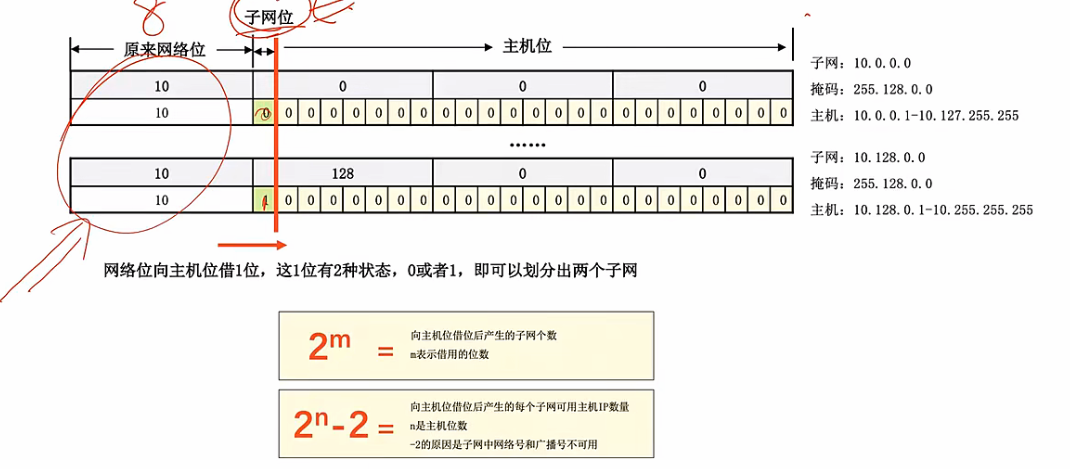 8
子网位
原来网络位
主机位
10 0 0 0
10 0 0 0 0 0 0 0 0 0 0 0 0 0 0 0 0 0 0 0 0 0 0 0 0
子网：10.0.0.0
掩码：255.128.0.0
主机：10.0.0.1-10.127.255.255
……
10 128 0 0
10 1 0 0 0 0 0 0 0 0 0 0 0 0 0 0 0 0 0 0 0 0 0 0 0
子网：10.128.0.0
掩码：255.128.0.0
主机：10.128.0.1-10.255.255.255
网络位向主机位借1位，这1位有2种状态，0或者1，即可以划分出两个子网
2ᵐ =
向主机位借位后产生的子网个数
m表示借用的位数
2ⁿ-2 =
向主机位借位后产生的每个子网可用主机IP数量
n是主机位数
-2的原因是子网中网络号和广播号不可用